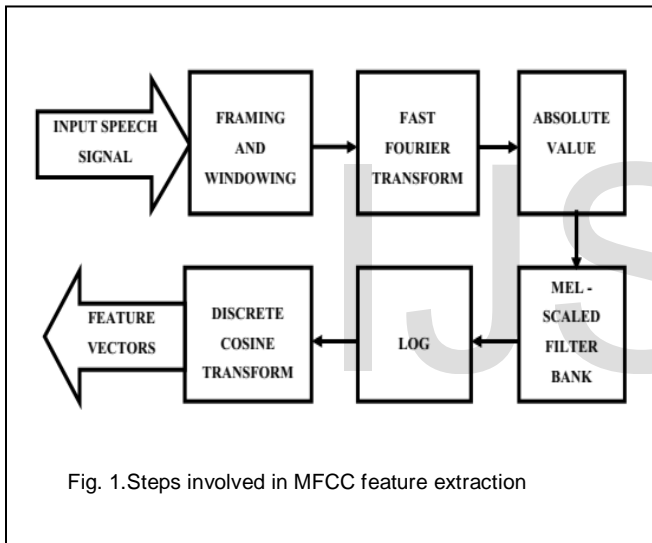 INPUT SPEECH
SIGNAL
FRAMING
AND
WINDOWING
FAST
FOURIER
TRANSFORM
ABSOLUTE
VALUE
MEL -
SCALED
FILTER
BANK
LOG
DISCRETE
COSINE
TRANSFORM
FEATURE
VECTORS
IJS
Fig. 1.Steps involved in MFCC feature extraction